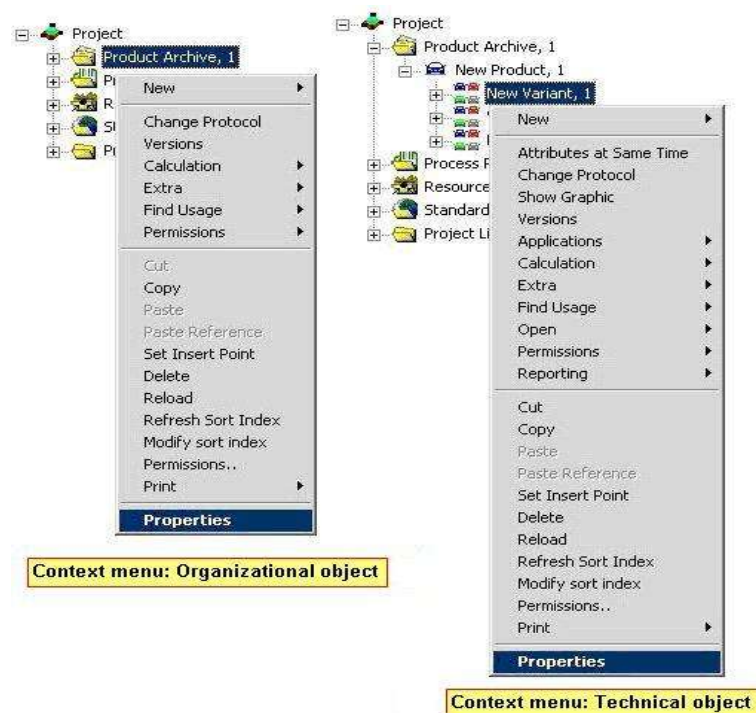 Project
Product Archive, 1
Pr
R
St
Pr
New
Change Protocol
Versions
Calculation
Extra
Find Usage
Permissions
Cut
Copy
Paste
Paste Reference
Set Insert Point
Delete
Reload
Refresh Sort Index
Modify sort index
Permissions..
Print
Properties
Context menu: Organizational object
Project
Product Archive, 1
New Product, 1
New Variant, 1
Process P
Resource
Standard
Project Li
New
Attributes at Same Time
Change Protocol
Show Graphic
Versions
Applications
Calculation
Extra
Find Usage
Open
Permissions
Reporting
Cut
Copy
Paste
Paste Reference
Set Insert Point
Delete
Reload
Refresh Sort Index
Modify sort index
Permissions..
Print
Properties
Context menu: Technical object